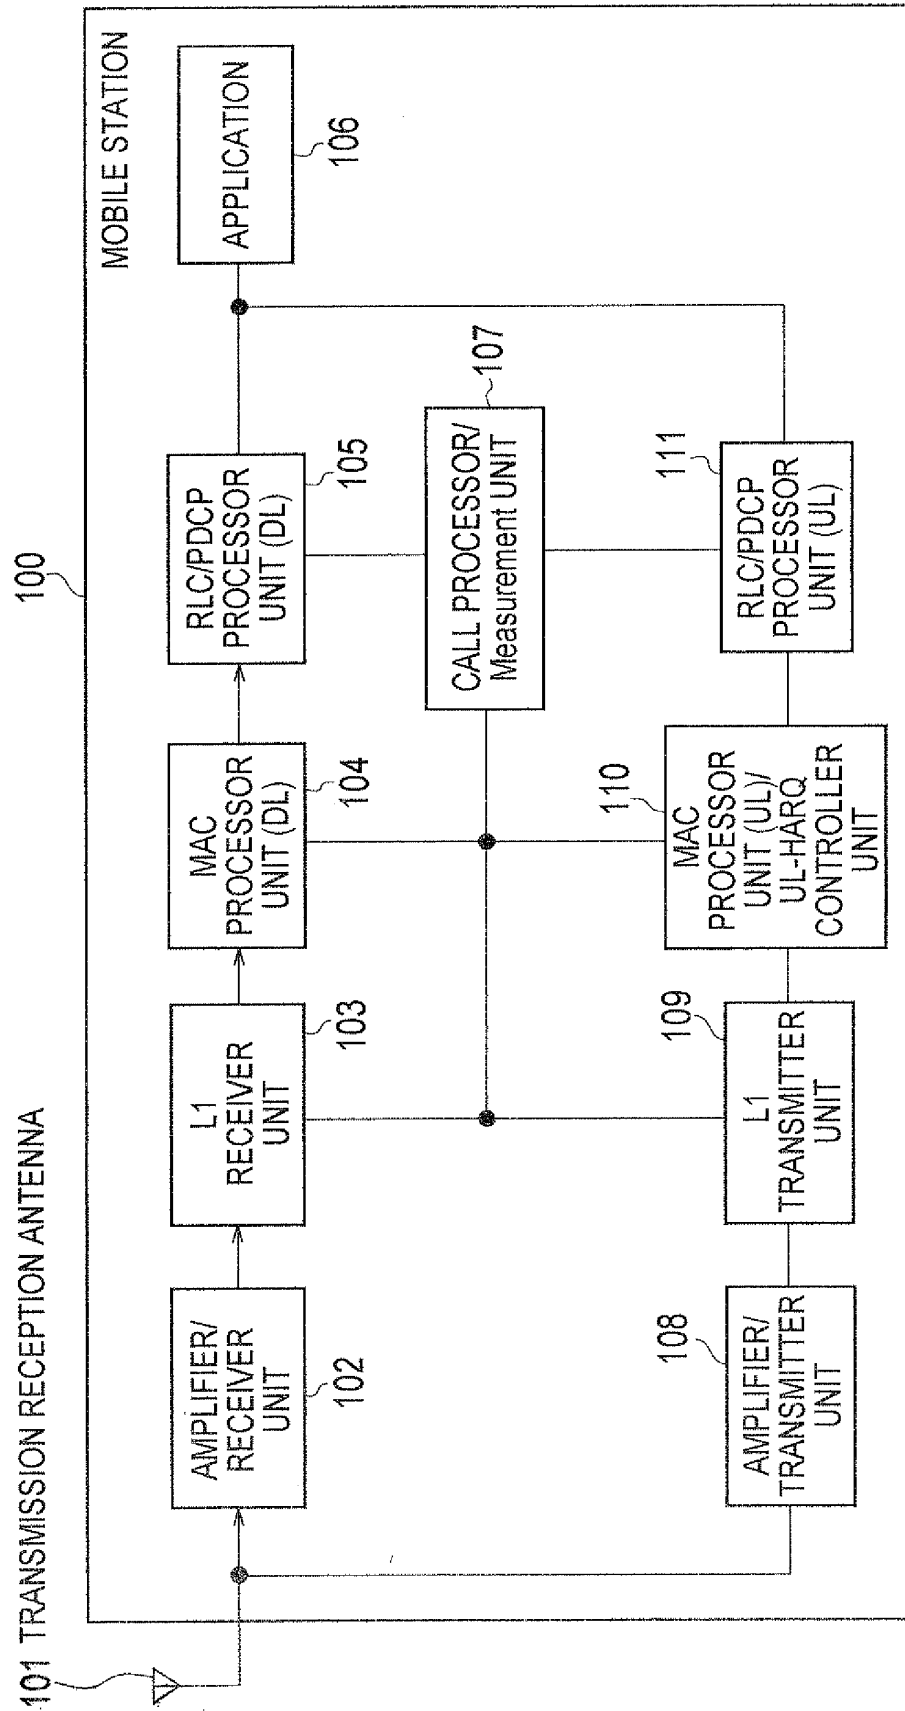 100
MOBILE STATION
101 TRANSMISSION RECEPTION ANTENNA
AMPLIFIER/
RECEIVER
UNIT
102
L1
RECEIVER
UNIT
103
MAC
PROCESSOR
UNIT (DL)
104
RLC/PDCP
PROCESSOR
UNIT (DL)
105
APPLICATION
106
CALL PROCESSOR/
Measurement UNIT
107
108
AMPLIFIER/
TRANSMITTER
UNIT
109
L1
TRANSMITTER
UNIT
110
MAC
PROCESSOR
UNIT (UL)/
UL-HARQ
CONTROLLER
UNIT
111
RLC/PDCP
PROCESSOR
UNIT (UL)